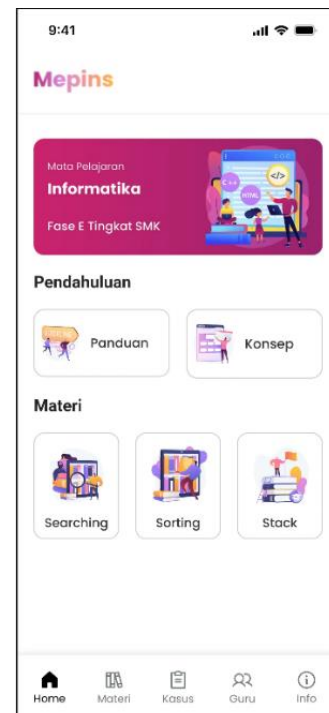 9:41
Mepins
Mata Pelajaran
Informatika
Fase E Tingkat SMK
C++
</>
HTML
Pendahuluan
Panduan
Konsep
Materi
Searching
Sorting
Stack
Home
Materi
Kasus
Guru
Info